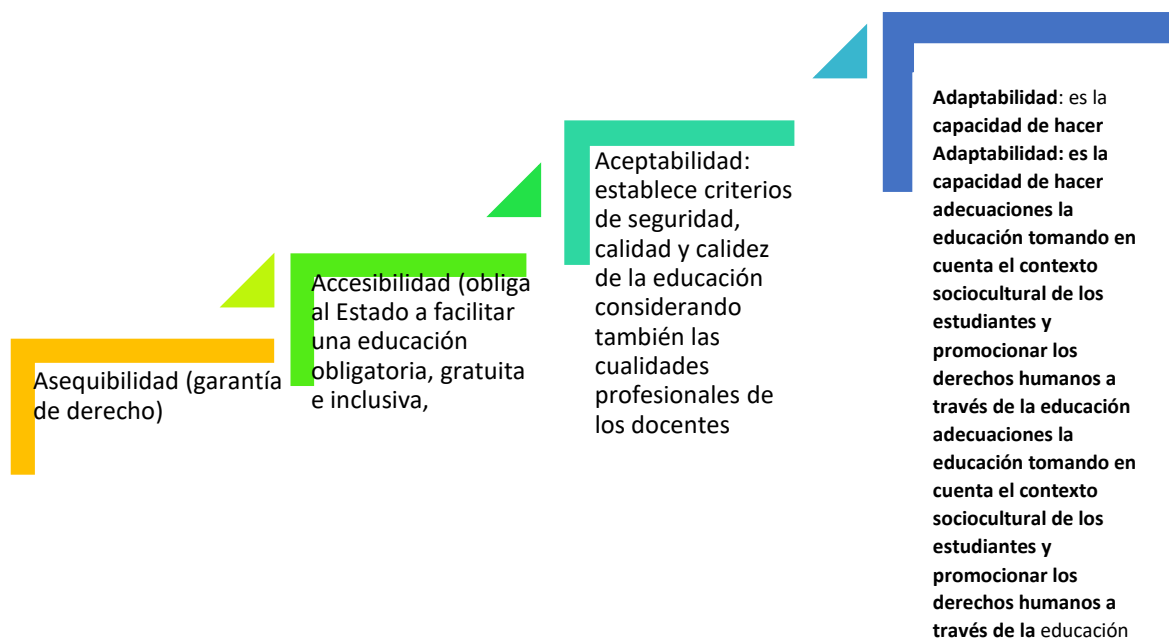 Asequibilidad (garantía
de derecho)
Accesibilidad (obliga
al Estado a facilitar
una educación
obligatoria, gratuita
e inclusiva,
Aceptabilidad:
establece criterios
de seguridad,
calidad y calidez
de la educación
considerando
también las
cualidades
profesionales de
los docentes
Adaptabilidad: es la
capacidad de hacer
Adaptabilidad: es la
capacidad de hacer
adecuaciones la
educación tomando en
cuenta el contexto
sociocultural de los
estudiantes y
promocionar los
derechos humanos a
través de la educación
adecuaciones la
educación tomando en
cuenta el contexto
sociocultural de los
estudiantes y
promocionar los
derechos humanos a
través de la educación